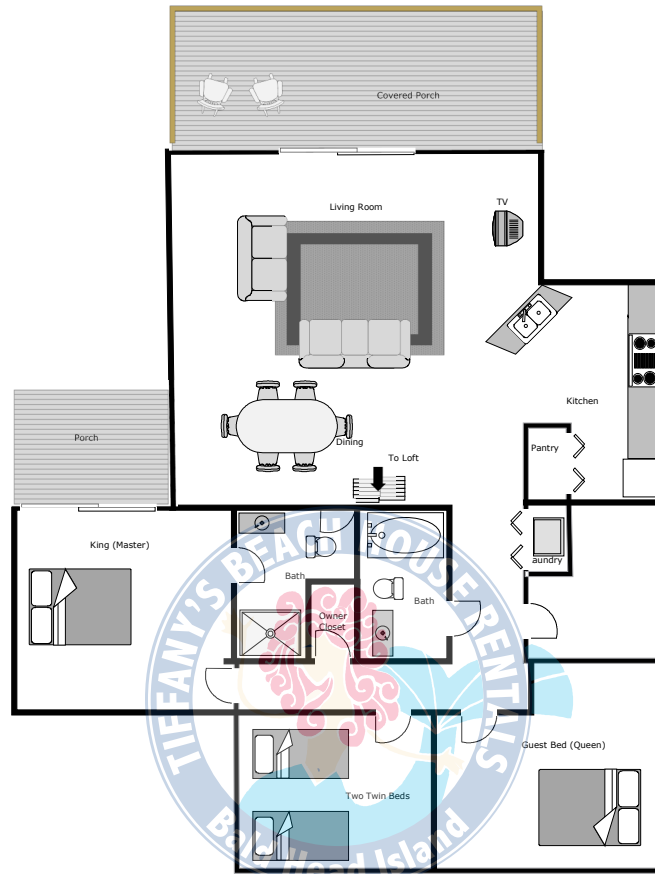 Covered Porch
Living Room
TV
Kitchen
Porch
Dining
Pantry
To Loft
King (Master)
Bath
Bath
aundry
Owner
Closet
Guest Bed (Queen)
Two Twin Beds
TIFFANY'S BEACH HOUSE RENTALS
Bald Head Island